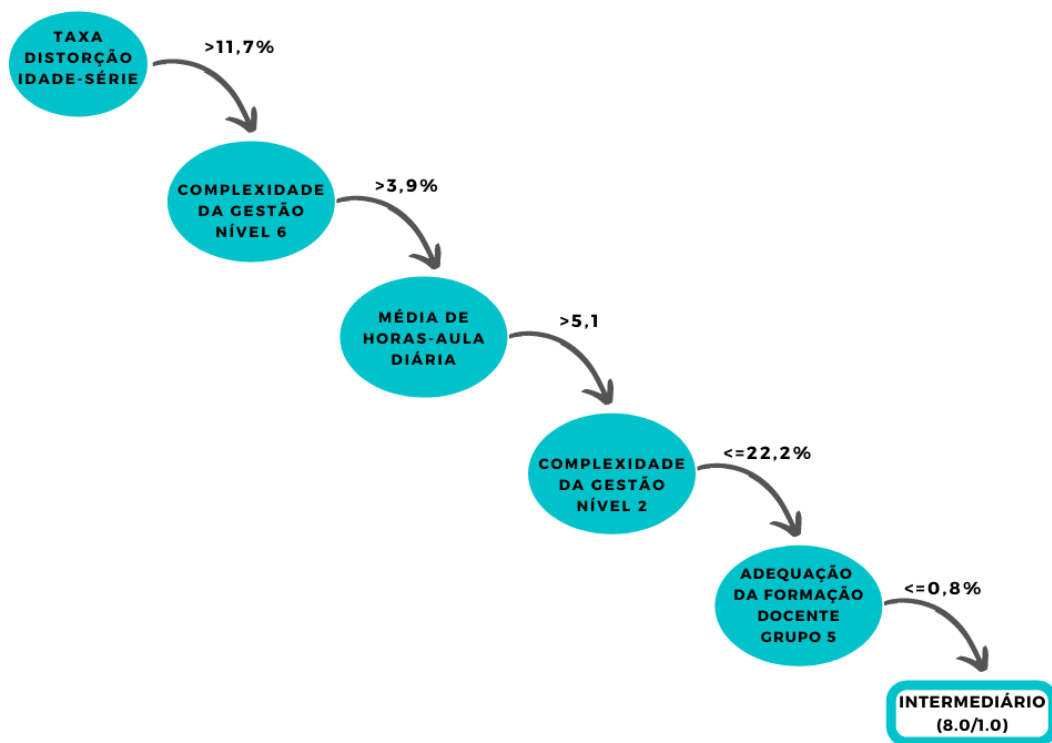 TAXA
DISTORÇÃO
IDADE-SÉRIE
>11,7%
COMPLEXIDADE
DA GESTÃO
NÍVEL 6
>3,9%
MÉDIA DE
HORAS-AULA
DIÁRIA
>5,1
COMPLEXIDADE
DA GESTÃO
NÍVEL 2
<=22,2%
ADEQUAÇÃO
DA FORMAÇÃO
DOCENTE
GRUPO 5
<=0,8%
INTERMEDIÁRIO
(8.0/1.0)